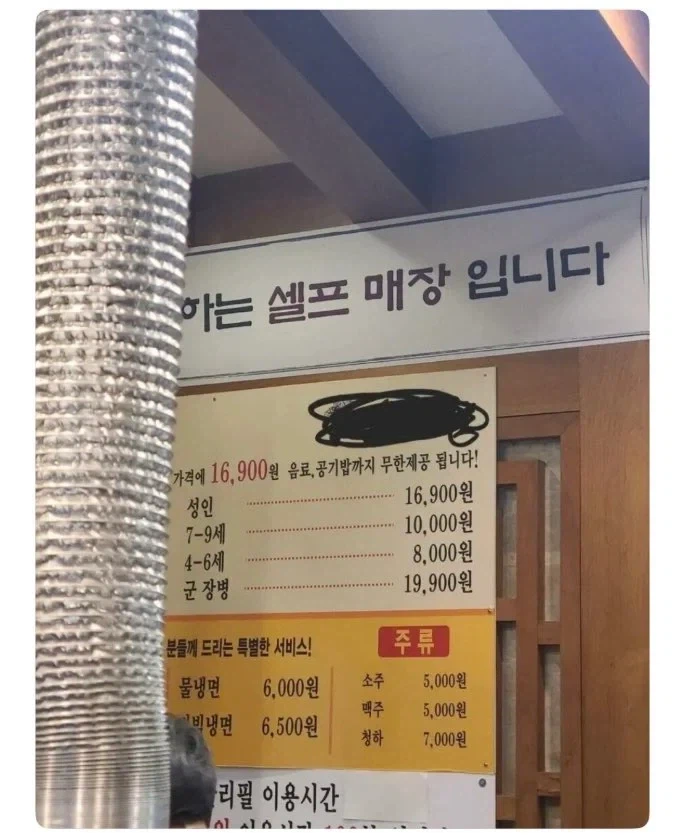 하는 셀프 매장 입니다
가격에 16,900원 음료,공기밥까지 무한제공 됩니다!
성인 16,900원
7-9세 10,000원
4-6세 8,000원
군 장병 19,900원
분들께 드리는 특별한 서비스!
주류
물냉면 6,000원
소주 5,000원
비빔냉면 6,500원
맥주 5,000원
청하 7,000원
리필 이용시간